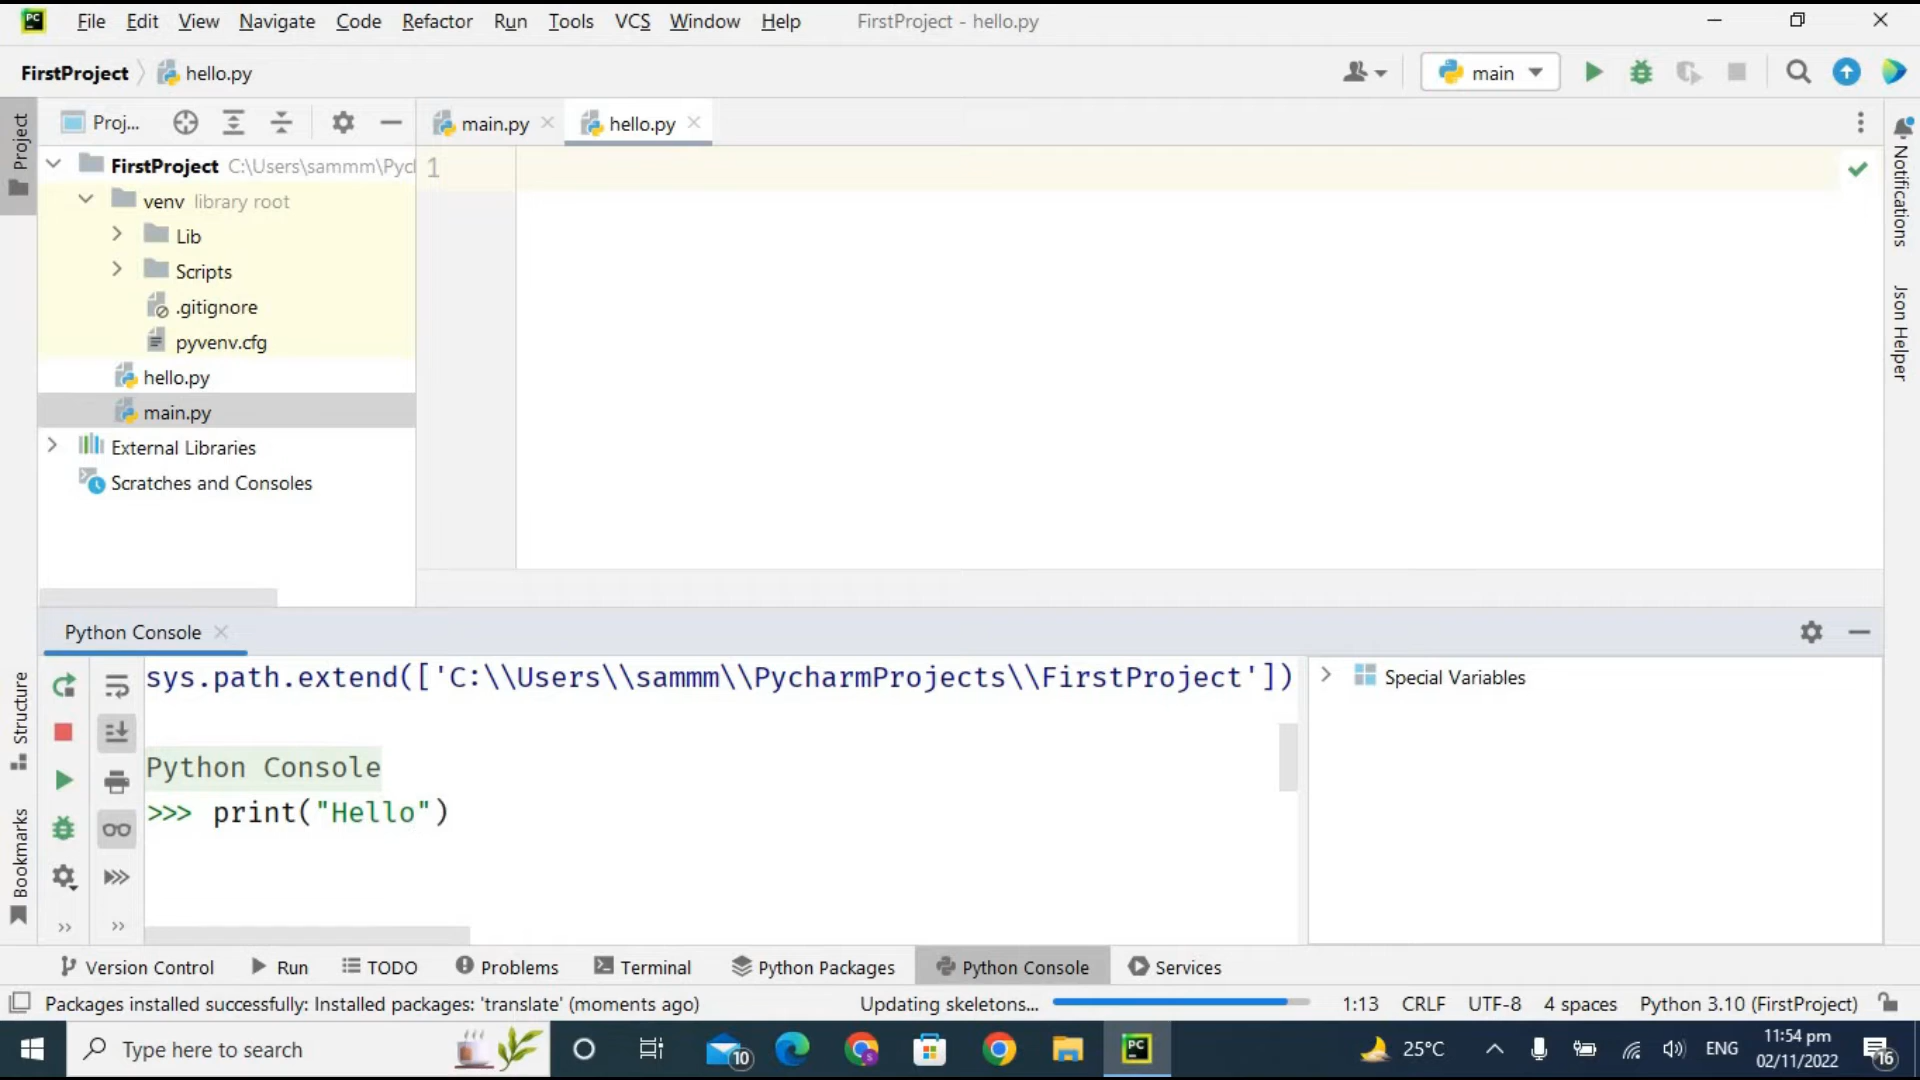 PC File Edit View Navigate Code Refactor Run Tools VCS Window Help FirstProject - hello.py
FirstProject hello.py main
Proj... main.py hello.py
Project
FirstProject C:\Users\sammm\Pycl
venv library root
Lib
Scripts
.gitignore
pyvenv.cfg
hello.py
main.py
External Libraries
Scratches and Consoles
1
Notifications
Json Helper
Python Console
Structure
Bookmarks
sys.path.extend(['C:\\Users\\sammm\\PycharmProjects\\FirstProject'])
Python Console
>>> print("Hello")
Special Variables
Version Control Run TODO Problems Terminal Python Packages Python Console Services
Packages installed successfully: Installed packages: 'translate' (moments ago) Updating skeletons... 1:13 CRLF UTF-8 4 spaces Python 3.10 (FirstProject)
Type here to search 10 S PC 25°C ENG 11:54 pm
02/11/2022 16